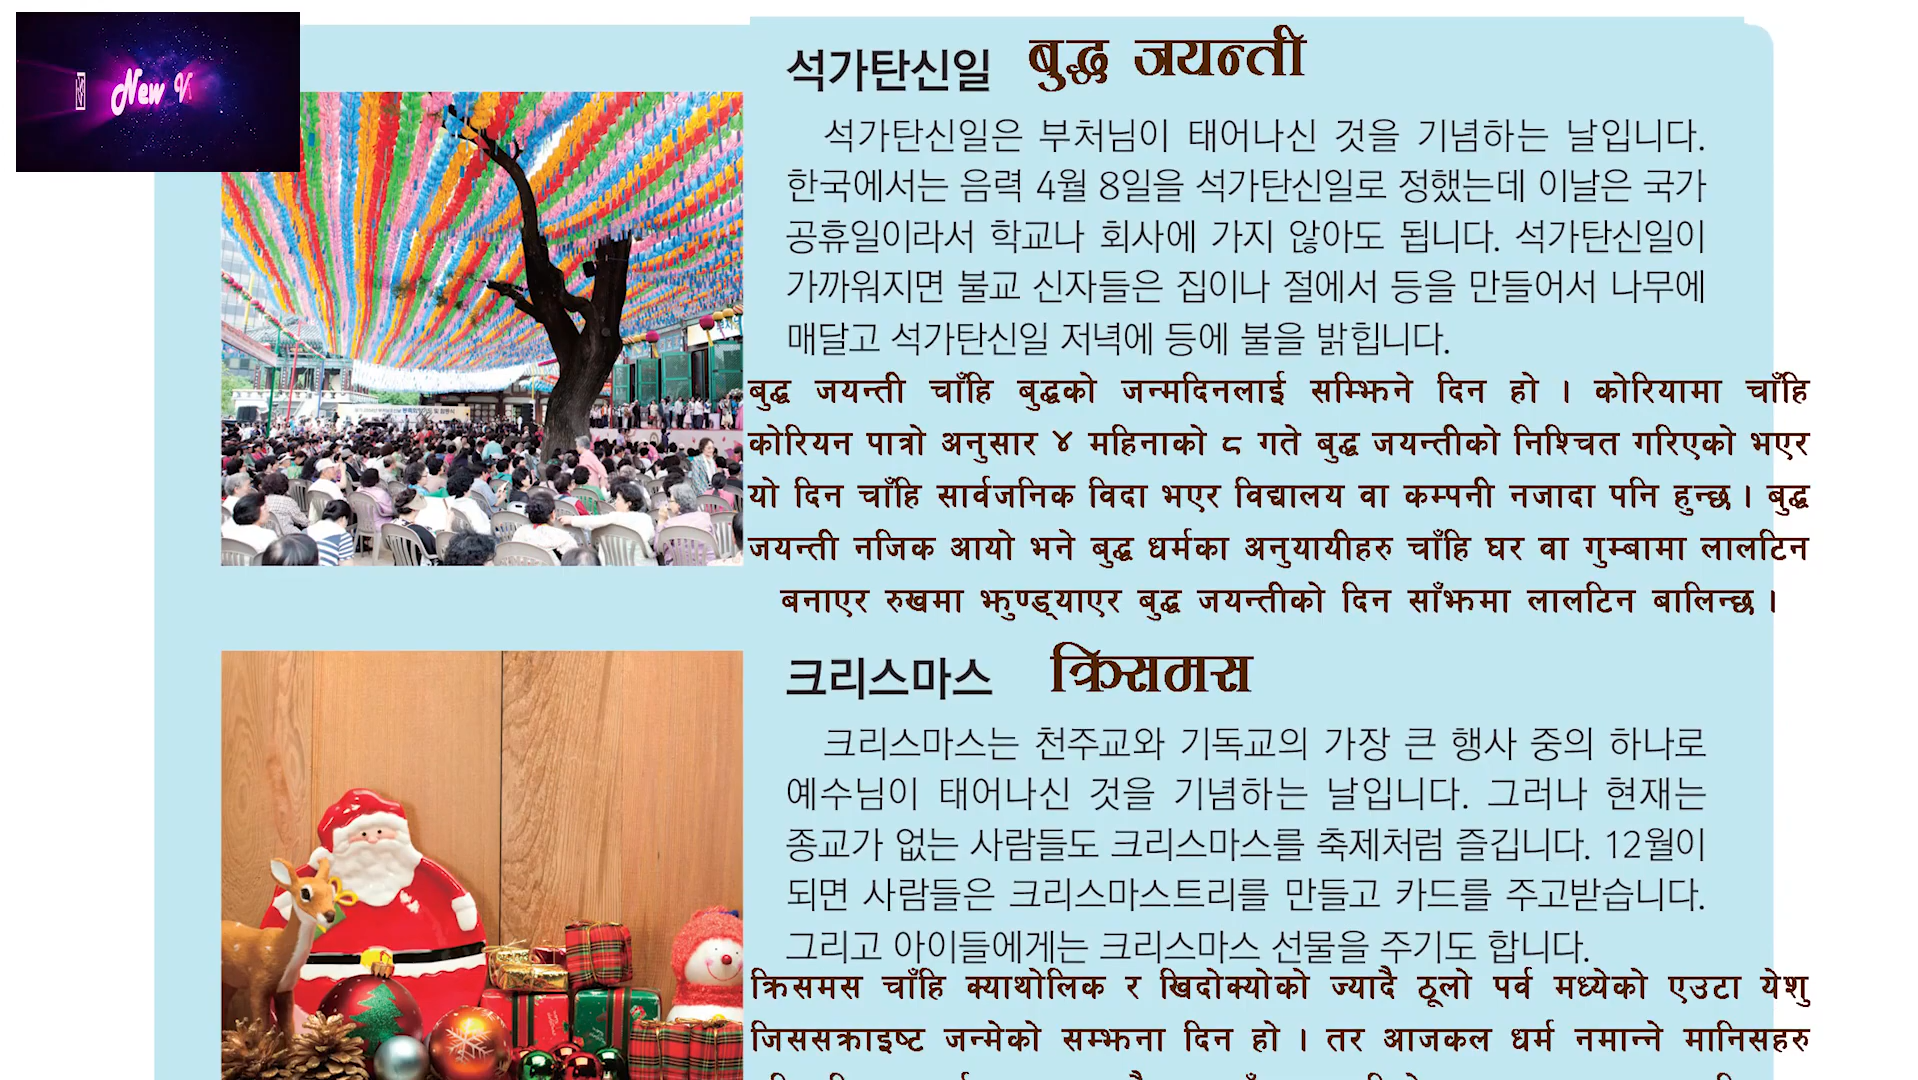 New V
석가탄신일 बुद्ध जयन्ती
석가탄신일은 부처님이 태어나신 것을 기념하는 날입니다.
한국에서는 음력 4월 8일을 석가탄신일로 정했는데 이날은 국가
공휴일이라서 학교나 회사에 가지 않아도 됩니다. 석가탄신일이
가까워지면 불교 신자들은 집이나 절에서 등을 만들어서 나무에
매달고 석가탄신일 저녁에 등에 불을 밝힙니다.
बुद्ध जयन्ती चाँहि बुद्धको जन्मदिनलाई सम्झिने दिन हो । कोरियामा चाँहि
कोरियन पात्रो अनुसार ४ महिनाको ८ गते बुद्ध जयन्तीको निश्चित गरिएको भएर
यो दिन चाँहि सार्वजनिक विदा भएर विद्यालय वा कम्पनी नजादा पनि हुन्छ । बुद्ध
जयन्ती नजिक आयो भने बुद्ध धर्मका अनुयायीहरु चाँहि घर वा गुम्बामा लालटिन
बनाएर रुखमा झुण्ड्याएर बुद्ध जयन्तीको दिन साँझमा लालटिन बालिन्छ ।
크리스마스 क्रिसमस
크리스마스는 천주교와 기독교의 가장 큰 행사 중의 하나로
예수님이 태어나신 것을 기념하는 날입니다. 그러나 현재는
종교가 없는 사람들도 크리스마스를 축제처럼 즐깁니다. 12월이
되면 사람들은 크리스마스트리를 만들고 카드를 주고받습니다.
그리고 아이들에게는 크리스마스 선물을 주기도 합니다.
क्रिसमस चाँहि क्याथोलिक र खिदोक्योको ज्यादै ठूलो पर्व मध्येको एउटा येशु
जिससक्राइष्ट जन्मेको सम्झना दिन हो । तर आजकल धर्म नमान्ने मानिसहरु